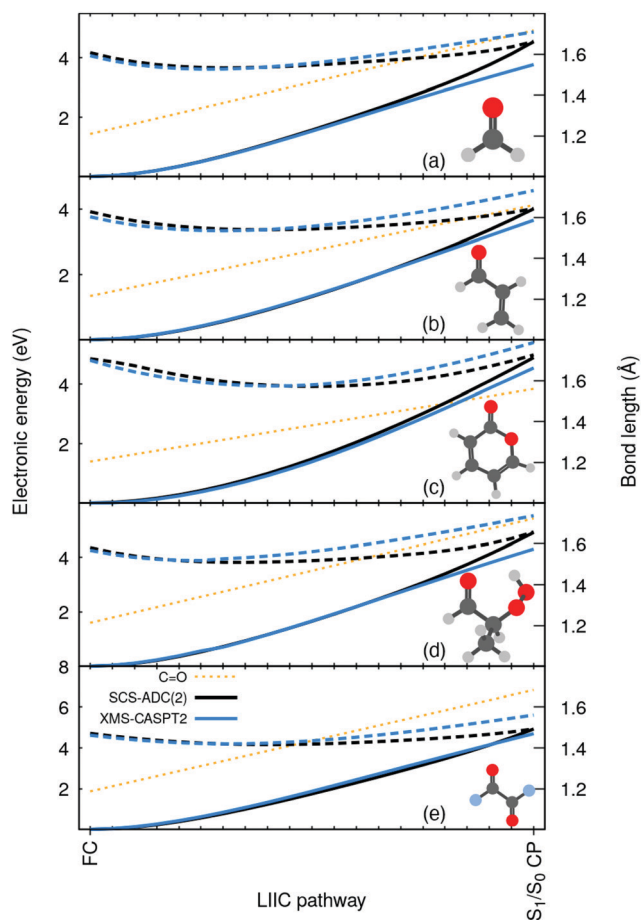 Electronic energy (eV)
Bond length (Å)
4
2
1.6
1.4
1.2
(a)
4
2
1.6
1.4
1.2
(b)
4
2
1.6
1.4
1.2
(c)
4
2
1.6
1.4
1.2
(d)
8
6
4
2
C=O
SCS-ADC(2)
XMS-CASPT2
1.6
1.4
1.2
(e)
FC
S1/S0 CP
LIIC pathway